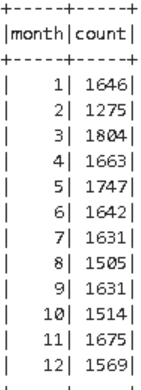 +-----+-----+
|month|count|
+-----+-----+
|    1| 1646|
|    2| 1275|
|    3| 1804|
|    4| 1663|
|    5| 1747|
|    6| 1642|
|    7| 1631|
|    8| 1505|
|    9| 1631|
|   10| 1514|
|   11| 1675|
|   12| 1569|